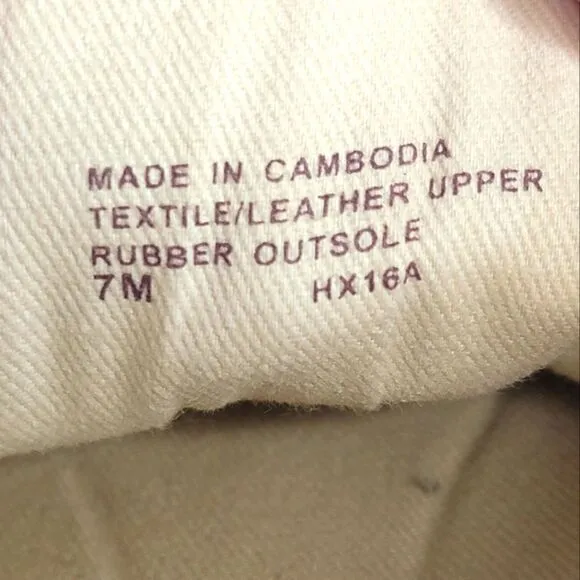 MADE IN CAMBODIA
TEXTILE/LEATHER UPPER
RUBBER OUTSOLE
7M HX16A